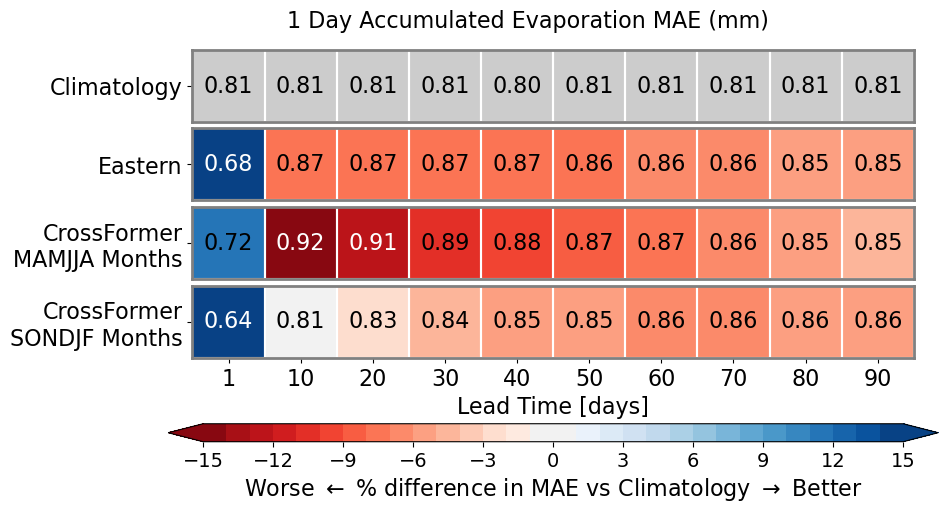 1 Day Accumulated Evaporation MAE (mm)
Climatology 0.81 0.81 0.81 0.81 0.80 0.81 0.81 0.81 0.81 0.81
Eastern 0.68 0.87 0.87 0.87 0.87 0.86 0.86 0.86 0.85 0.85
CrossFormer
MAMJJA Months 0.72 0.92 0.91 0.89 0.88 0.87 0.87 0.86 0.85 0.85
CrossFormer
SONDJF Months 0.64 0.81 0.83 0.84 0.85 0.85 0.86 0.86 0.86 0.86
1 10 20 30 40 50 60 70 80 90
Lead Time [days]
−15 −12 −9 −6 −3 0 3 6 9 12 15
Worse ← % difference in MAE vs Climatology → Better